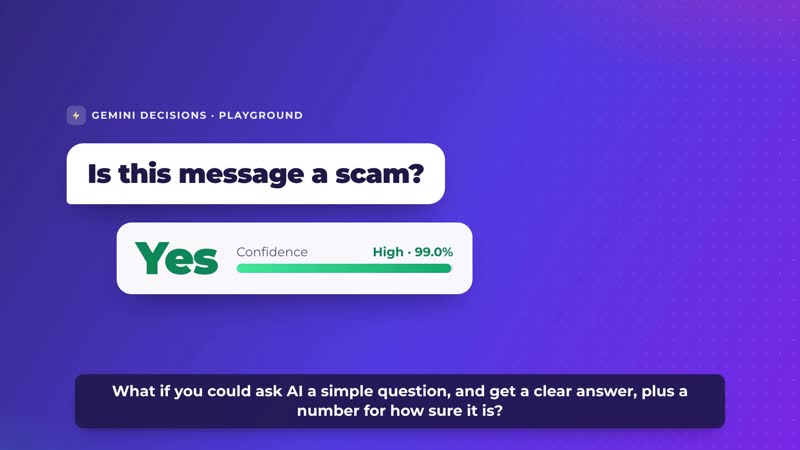 GEMINI DECISIONS · PLAYGROUND
Is this message a scam?
Yes
Confidence
High · 99.0%
What if you could ask AI a simple question, and get a clear answer, plus a
number for how sure it is?